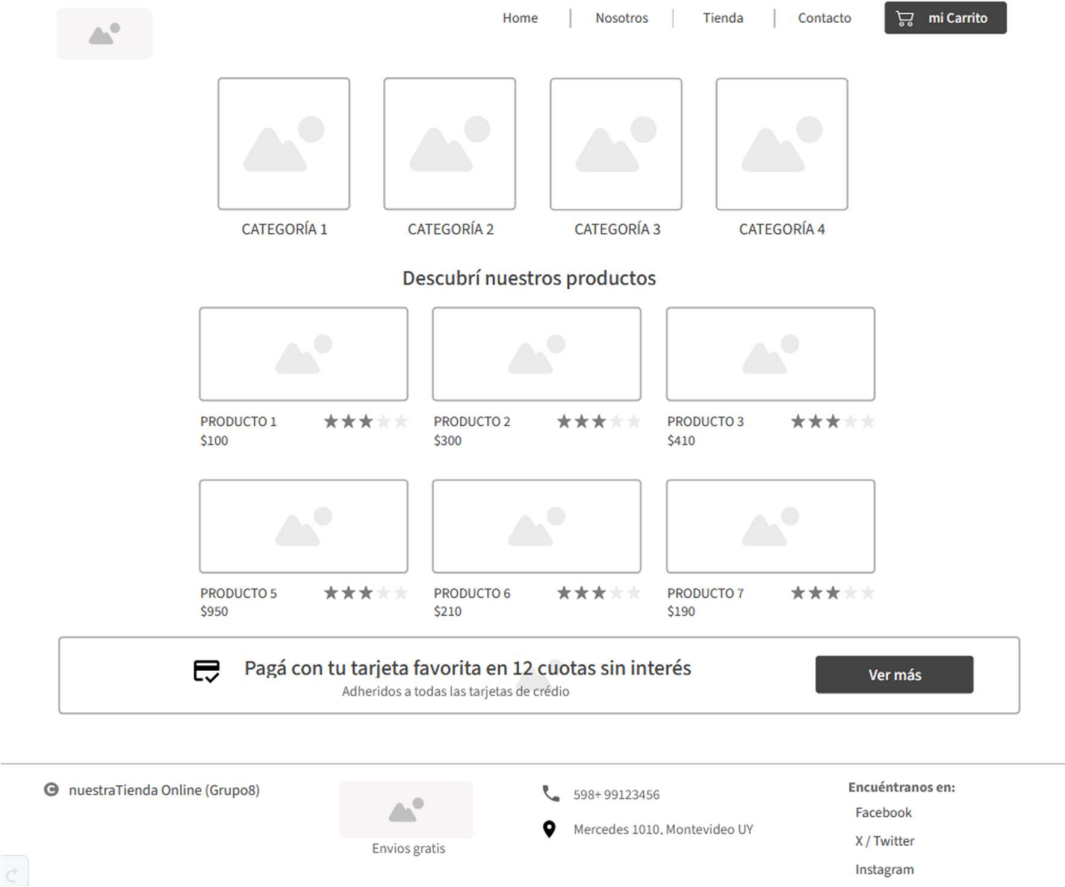 Home | Nosotros | Tienda | Contacto mi Carrito
CATEGORÍA 1 CATEGORÍA 2 CATEGORÍA 3 CATEGORÍA 4
Descubrí nuestros productos
PRODUCTO 1 PRODUCTO 2 PRODUCTO 3
$100 $300 $410
PRODUCTO 5 PRODUCTO 6 PRODUCTO 7
$950 $210 $190
Pagá con tu tarjeta favorita en 12 cuotas sin interés
Adheridos a todas las tarjetas de crédio
Ver más
© nuestraTienda Online (Grupo8)
Envios gratis
598+ 99123456
Mercedes 1010, Montevideo UY
Encuéntranos en:
Facebook
X / Twitter
Instagram